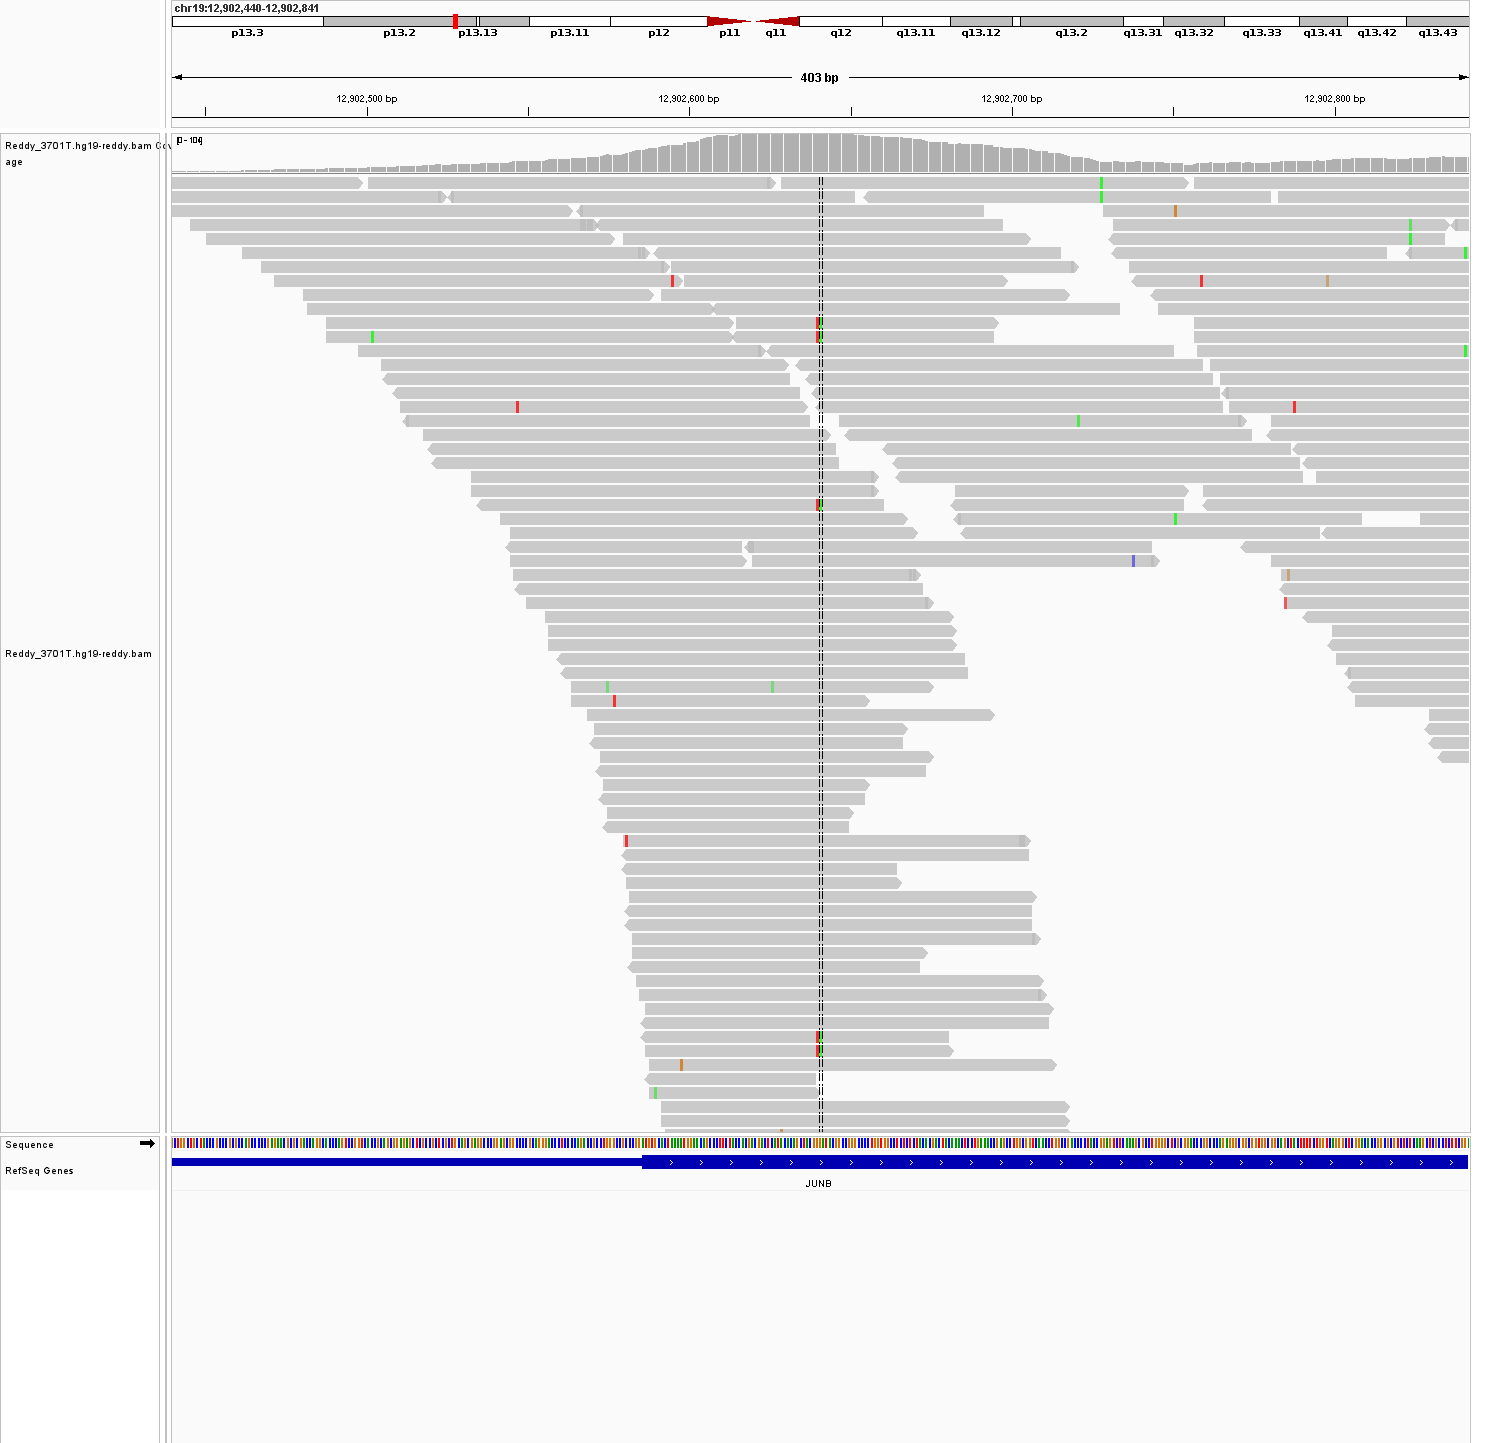 chr19:12,902,440-12,902,841
p13.3 p13.2 p13.13 p13.11 p12 p11 q11 q12 q13.11 q13.12 q13.2 q13.31 q13.32 q13.33 q13.41 q13.42 q13.43
403 bp
12,902,500 bp 12,902,600 bp 12,902,700 bp 12,902,800 bp
[0 - 104]
Reddy_3701T.hg19-reddy.bam Cov
age
Reddy_3701T.hg19-reddy.bam
Sequence
RefSeq Genes
JUNB